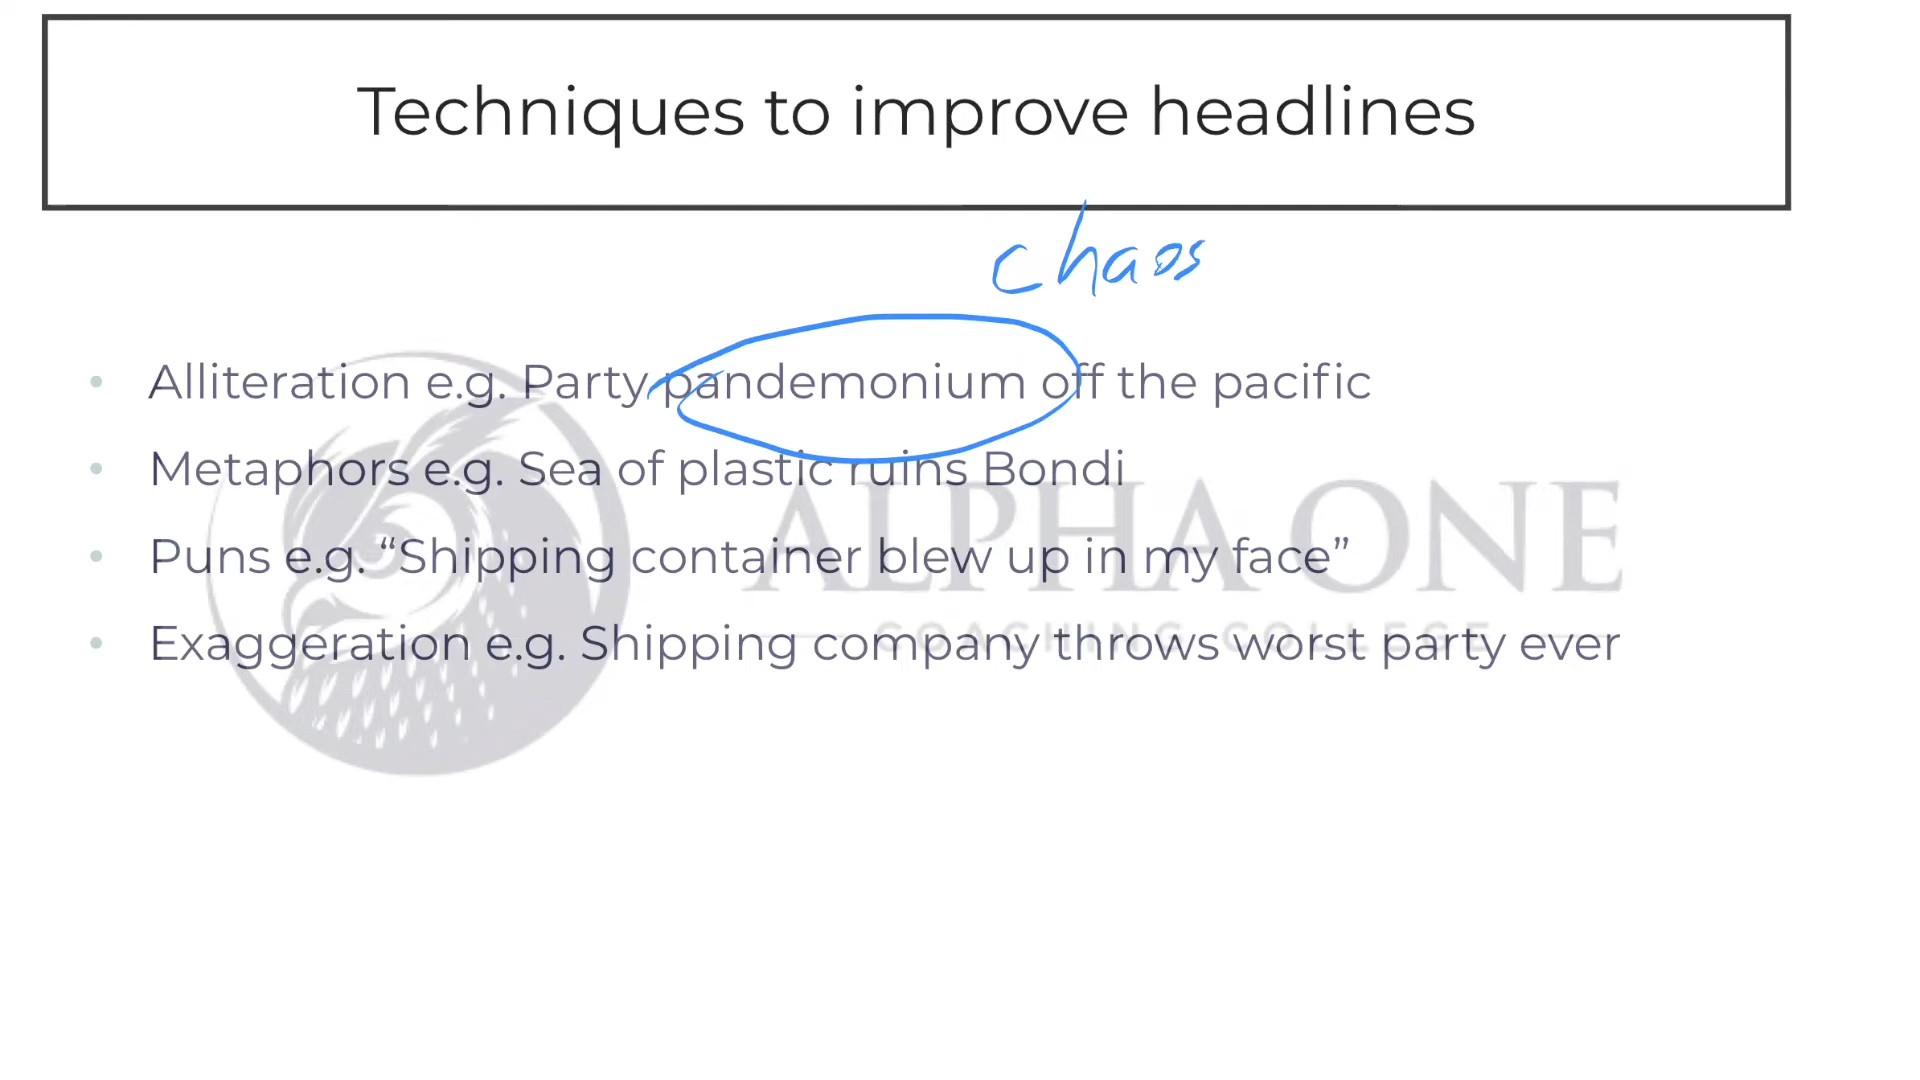 Techniques to improve headlines
chaos
• Alliteration e.g. Party pandemonium off the pacific
• Metaphors e.g. Sea of plastic ruins Bondi
• Puns e.g. “Shipping container blew up in my face”
• Exaggeration e.g. Shipping company throws worst party ever
ALPHA ONE
COACHING COLLEGE